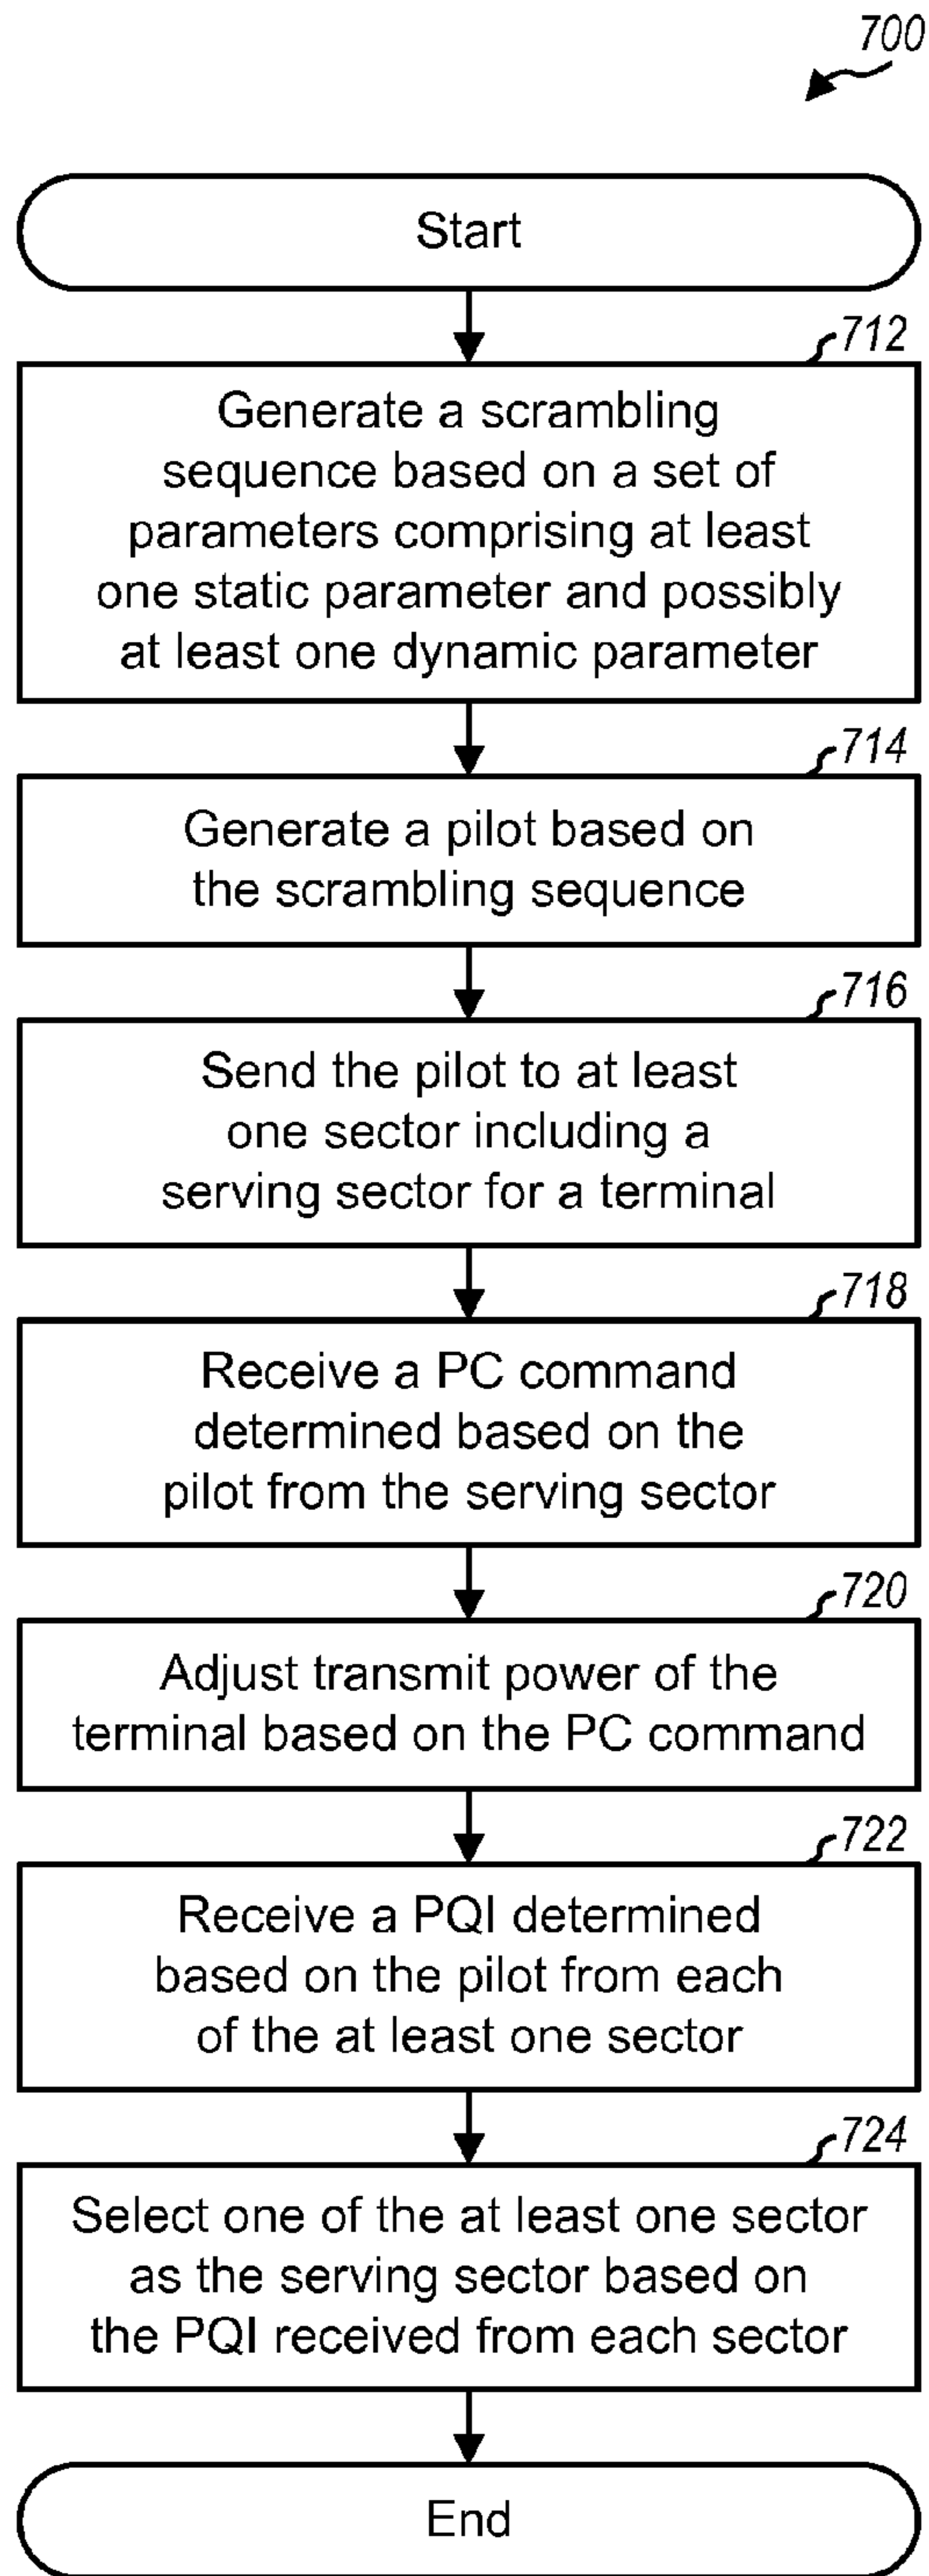 700
Start
712
Generate a scrambling
sequence based on a set of
parameters comprising at least
one static parameter and possibly
at least one dynamic parameter
714
Generate a pilot based on
the scrambling sequence
716
Send the pilot to at least
one sector including a
serving sector for a terminal
718
Receive a PC command
determined based on the
pilot from the serving sector
720
Adjust transmit power of the
terminal based on the PC command
722
Receive a PQI determined
based on the pilot from each
of the at least one sector
724
Select one of the at least one sector
as the serving sector based on
the PQI received from each sector
End